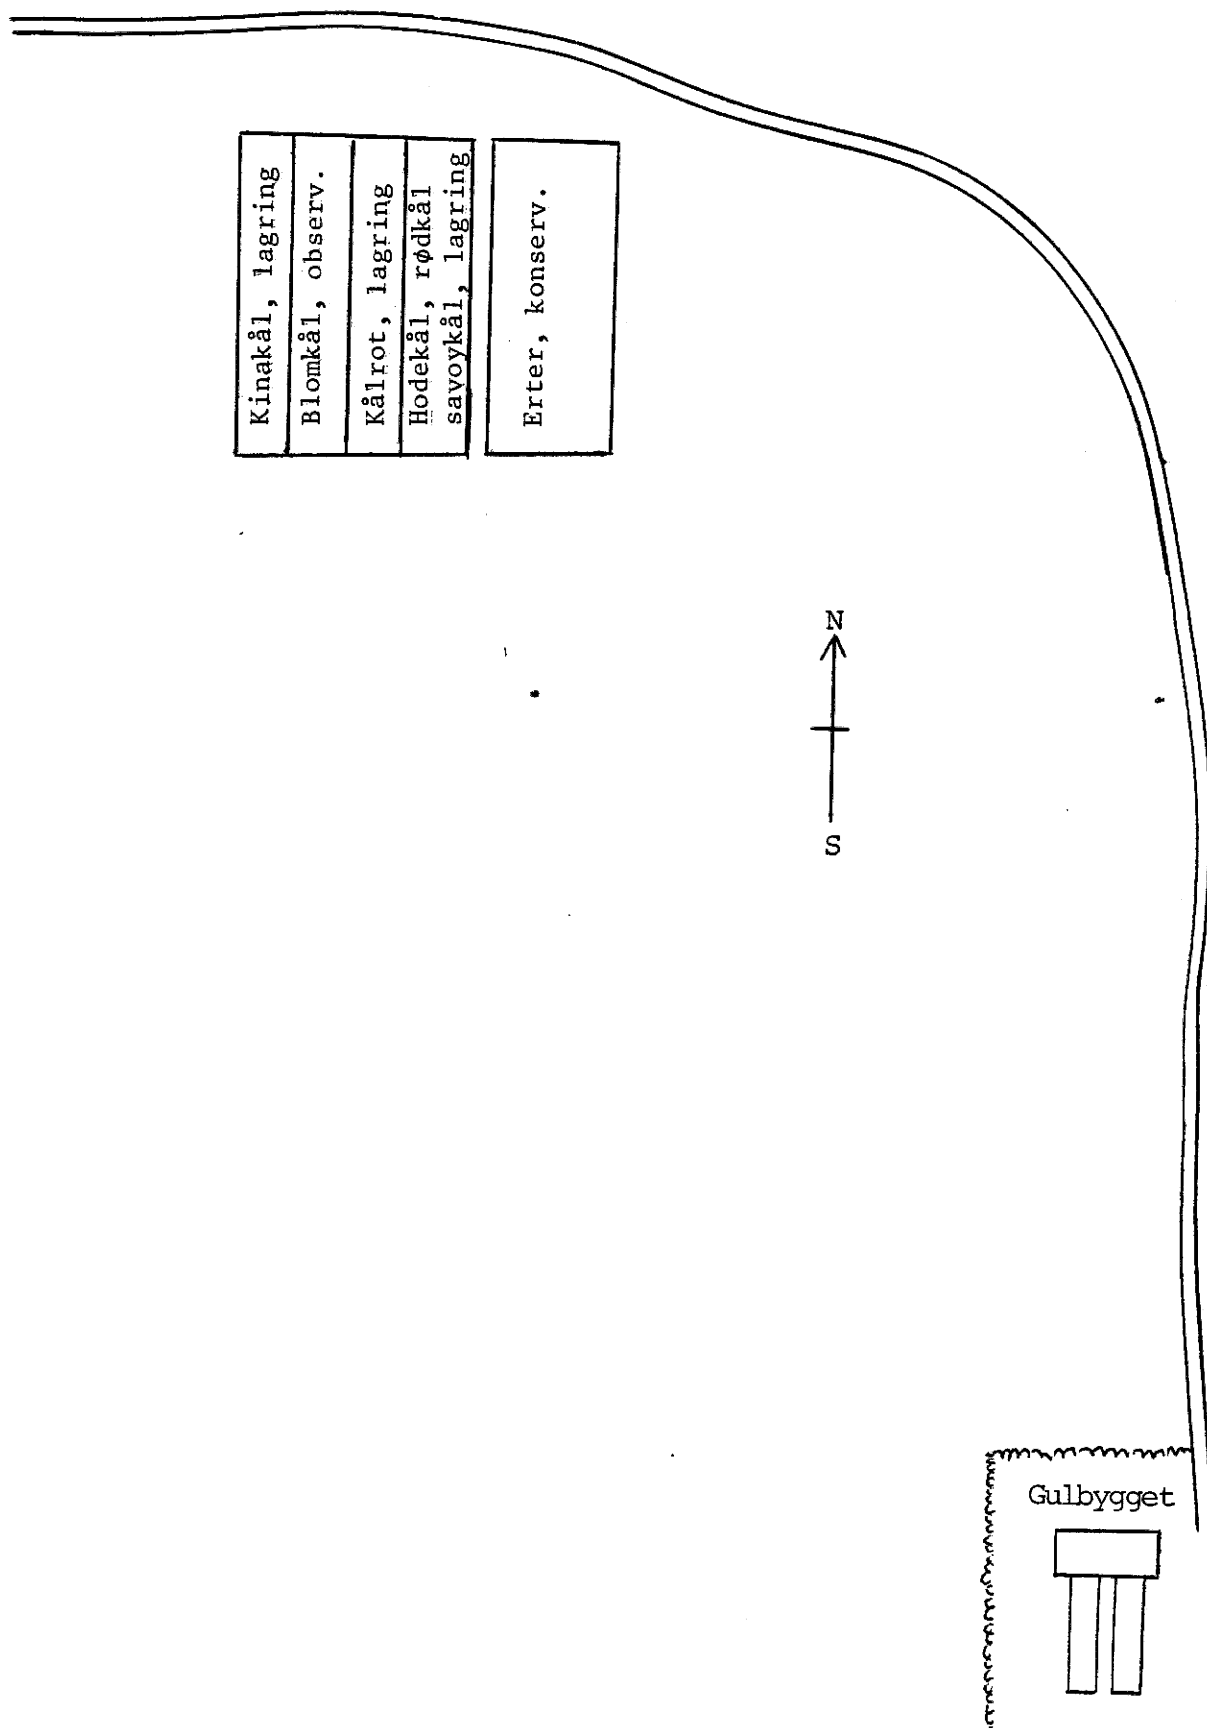 Kinakål, lagring
Blomkål, observ.
Kålrot, lagring
Hodekål, rødkål
savoykål, lagring
Erter, konserv.
N
S
Gulbygget